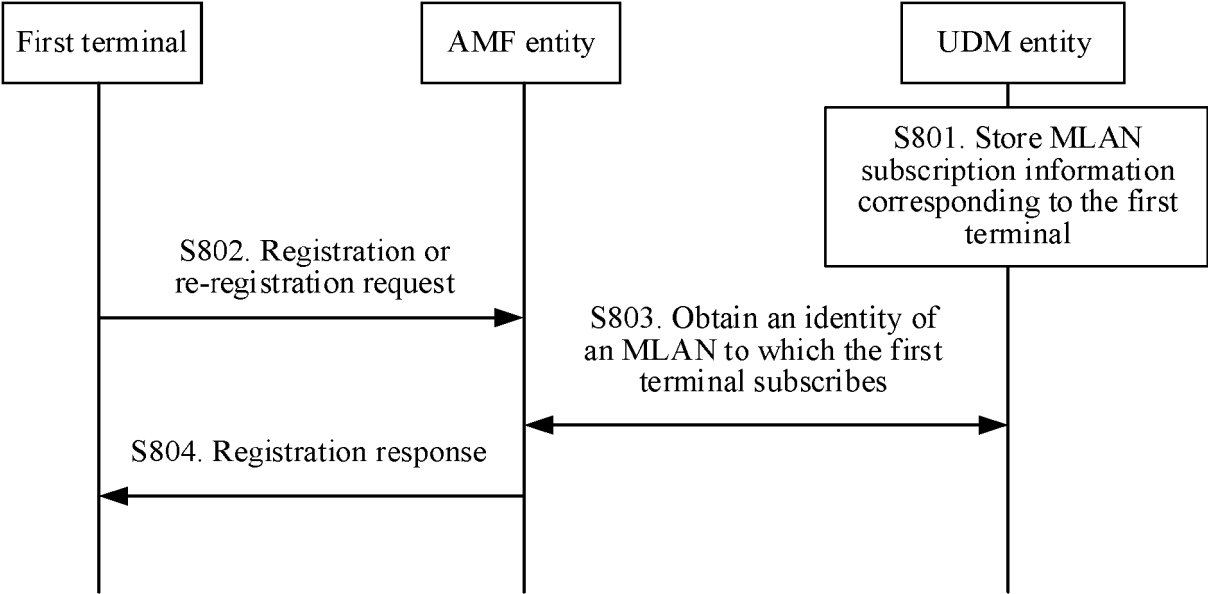 First terminal
AMF entity
UDM entity
S801. Store MLAN
subscription information
corresponding to the first
terminal
S802. Registration or
re-registration request
S803. Obtain an identity of
an MLAN to which the first
terminal subscribes
S804. Registration response